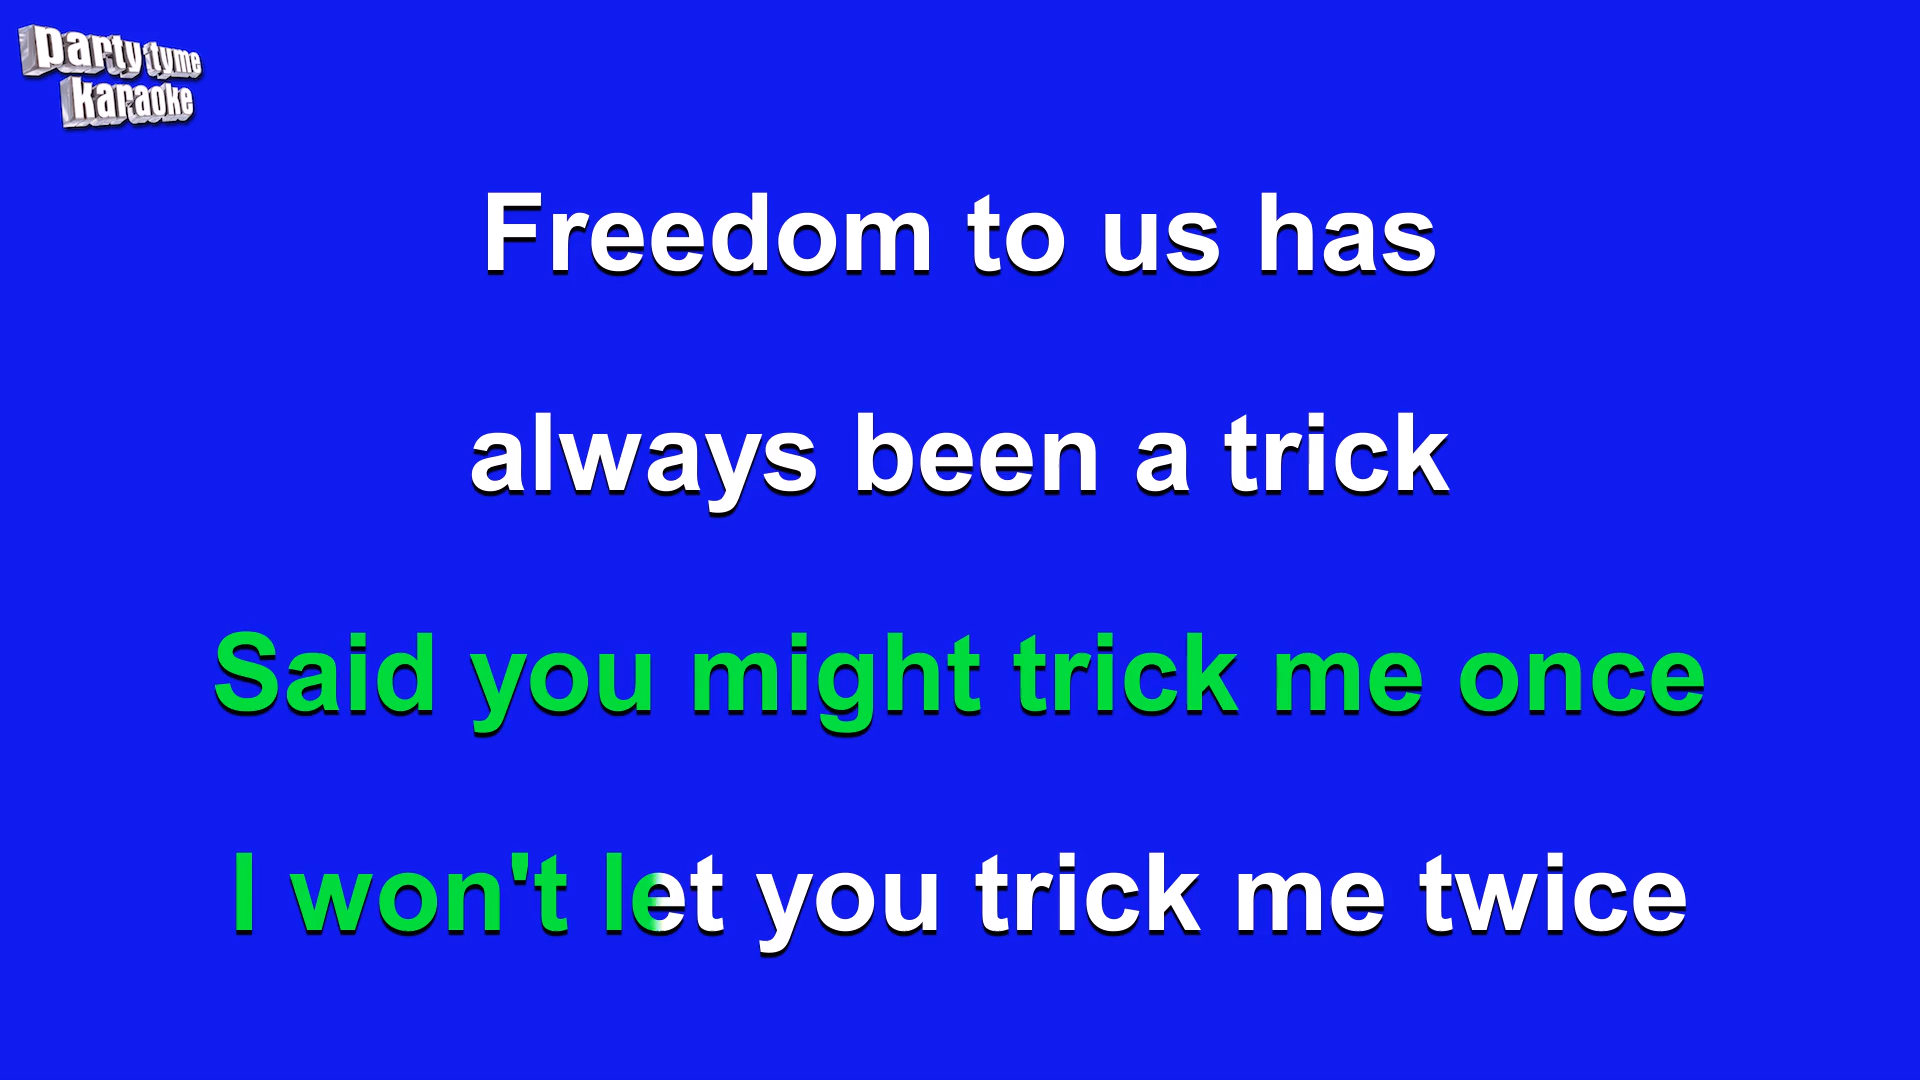 party tyme
karaoke
Freedom to us has
always been a trick
Said you might trick me once
I won't let you trick me twice